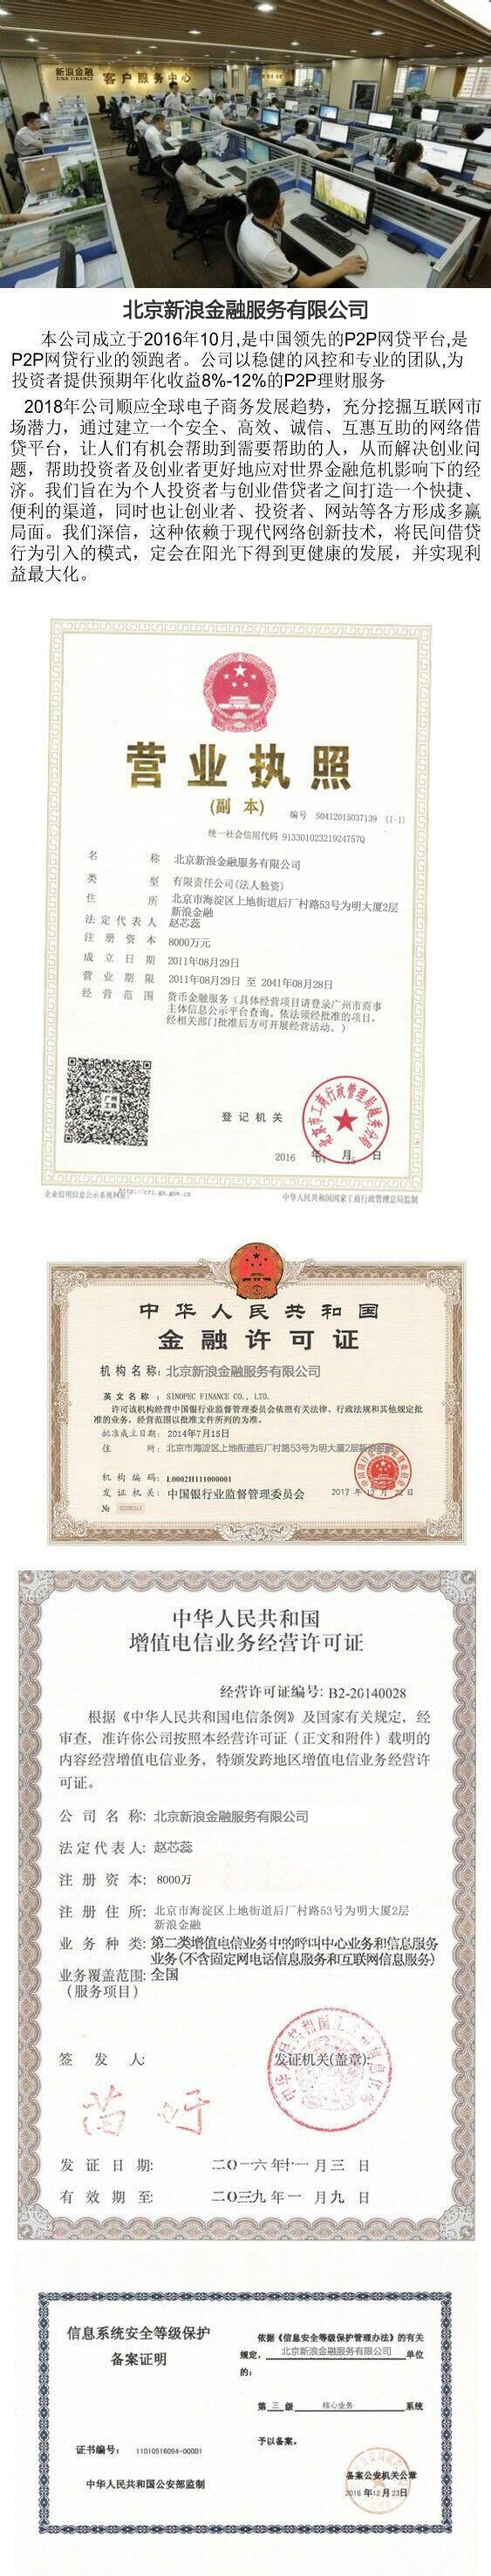 新浪金融
SINA FINANCE
客户服务中心
北京新浪金融服务有限公司
本公司成立于2016年10月,是中国领先的P2P网贷平台,是
P2P网贷行业的领跑者。公司以稳健的风控和专业的团队,为
投资者提供预期年化收益8%-12%的P2P理财服务
2018年公司顺应全球电子商务发展趋势，充分挖掘互联网市
场潜力，通过建立一个安全、高效、诚信、互惠互助的网络借
贷平台，让人们有机会帮助到需要帮助的人，从而解决创业问
题，帮助投资者及创业者更好地应对世界金融危机影响下的经
济。我们旨在为个人投资者与创业借贷者之间打造一个快捷、
便利的渠道，同时也让创业者、投资者、网站等各方形成多赢
局面。我们深信，这种依赖于现代网络创新技术，将民间借贷
行为引入的模式，定会在阳光下得到更健康的发展，并实现利
益最大化。
营业执照
(副 本)
编号 S0412015037139 (1-1)
统一社会信用代码 91330102321924757Q
名 称 北京新浪金融服务有限公司
类 型 有限责任公司(法人独资)
住 所 北京市海淀区上地街道后厂村路53号为明大厦2层
新浪金融
法定代表人 赵芯蕊
注册资本 8000万元
成立日期 2011年08月29日
营业期限 2011年08月29日 至 2041年08月28日
经营范围 货币金融服务（具体经营项目请登录广州市商事
主体信息公示平台查询。依法须经批准的项目，
经相关部门批准后方可开展经营活动。）
登记机关
2016 年 月 日
企业信用信息公示系统网址: http://cri.gz.gov.cn
中华人民共和国国家工商行政管理总局监制
中华人民共和国
金融许可证
机构名称: 北京新浪金融服务有限公司
英文名称 : SINOPEC FINANCE CO., LTD.
许可该机构经营中国银行业监督管理委员会依照有关法律、行政法规和其他规定批
准的业务，经营范围以批准文件所列的为准。
批准成立日期: 2014年7月15日
住 所: 北京市海淀区上地街道后厂村路53号为明大厦2层新浪金融
机构编码: L0002H111000001
发证机关: 中国银行业监督管理委员会
2017 年 12 月 22 日
№
中华人民共和国
增值电信业务经营许可证
经营许可证编号: B2-20140028
根据《中华人民共和国电信条例》及国家有关规定，经
审查，准许你公司按照本经营许可证（正文和附件）载明的
内容经营增值电信业务，特颁发跨地区增值电信业务经营许
可证。
公司名称: 北京新浪金融服务有限公司
法定代表人: 赵芯蕊
注册资本: 8000万
注册住所: 北京市海淀区上地街道后厂村路53号为明大厦2层
新浪金融
业务种类: 第二类增值电信业务中的呼叫中心业务和信息服务
业务(不含固定网电话信息服务和互联网信息服务)
业务覆盖范围: 全国
（服务项目）
签发人:
发证机关(盖章):
苗圩
发证日期: 二〇一六年十一月三日
有效期至: 二〇三九年一月九日
信息系统安全等级保护
备案证明
证书编号: 11010516054-00001
中华人民共和国公安部监制
依据《信息安全等级保护管理办法》的有关
规定， 北京新浪金融服务有限公司 单位
的:
第 三 级 核心业务 系统
予以备案。
备案公安机关公章
2016 年12 月 23日